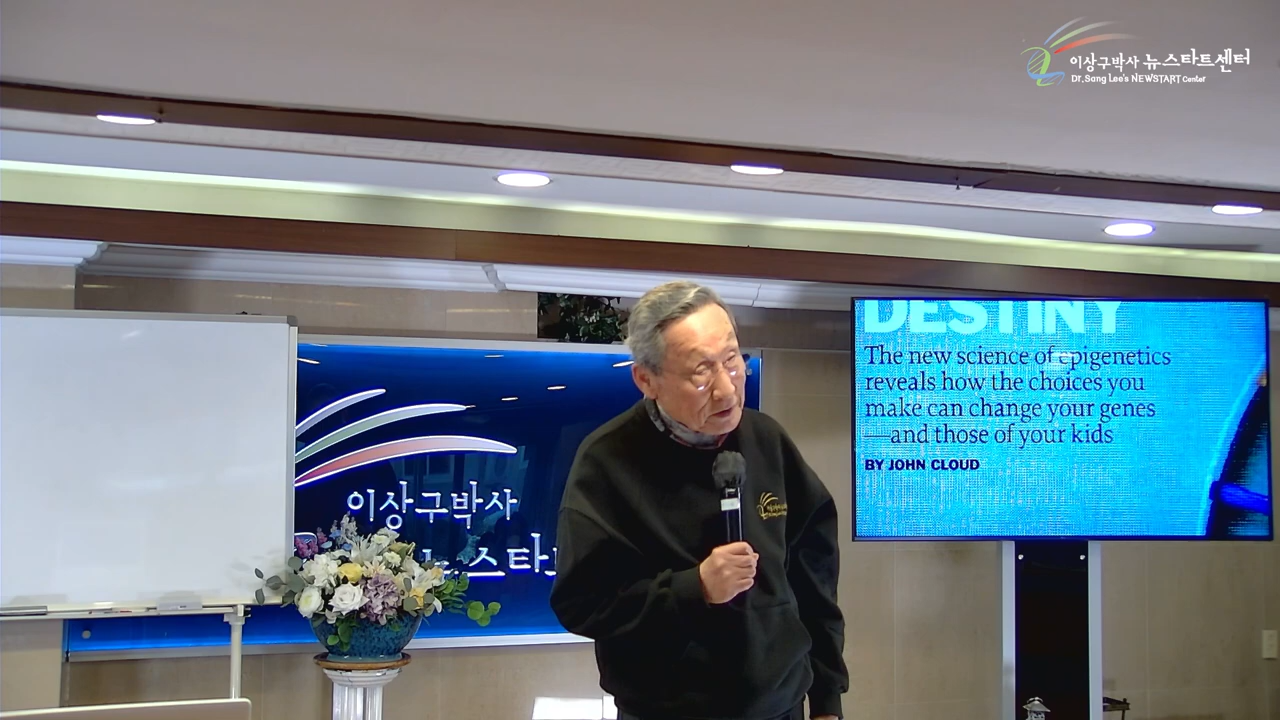 이상구박사 뉴스타트센터
Dr. Sang Lee's NEWSTART Center
DESTINY
The new science of epigenetics
reveals how the choices you
make can change your genes
—and those of your kids
BY JOHN CLOUD
이상구박사
뉴스타